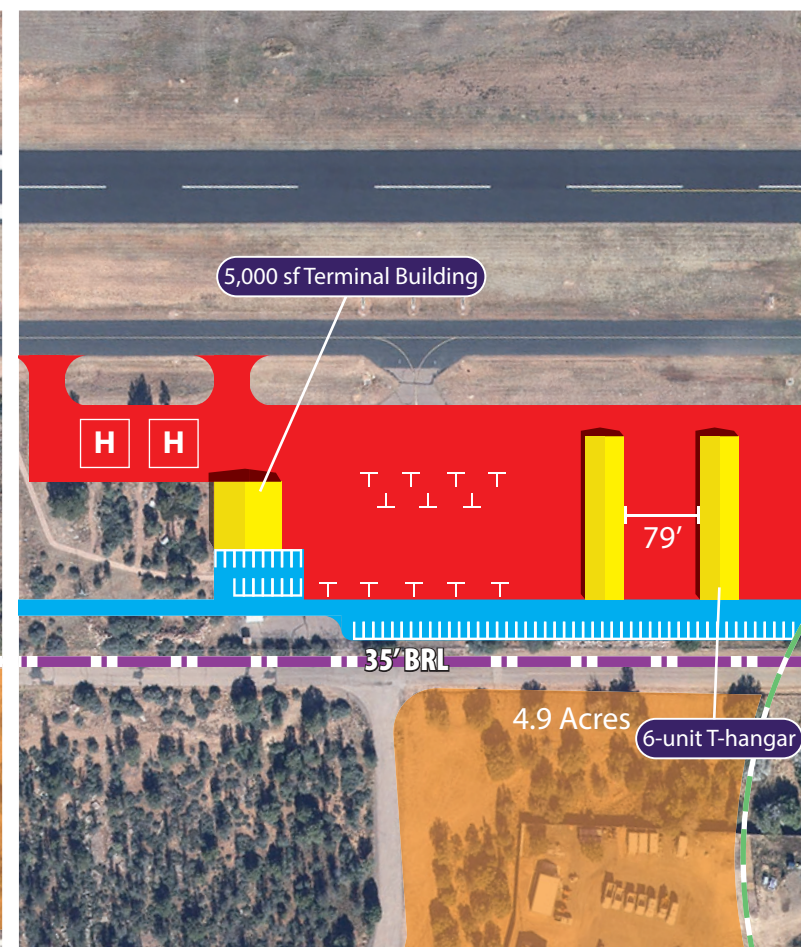 5,000 sf Terminal Building
H H
79’
35’ BRL
4.9 Acres
6-unit T-hangar